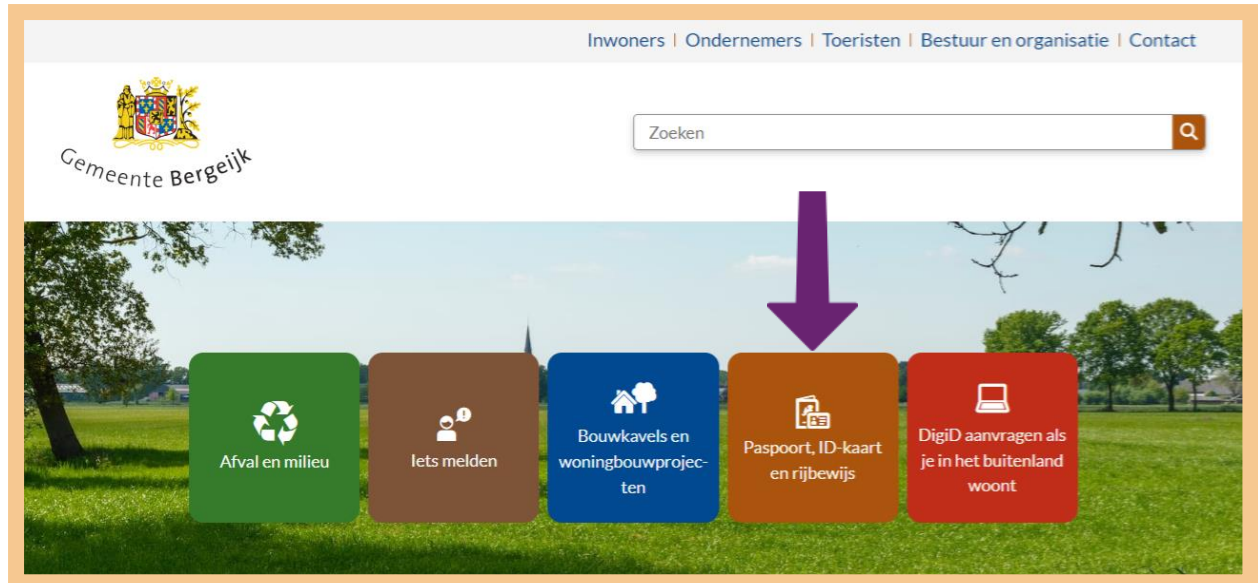 Inwoners | Ondernemers | Toeristen | Bestuur en organisatie | Contact
Gemeente Bergeijk
Zoeken
Afval en milieu
Iets melden
Bouwkavels en
woningbouwprojec-
ten
Paspoort, ID-kaart
en rijbewijs
DigiD aanvragen als
je in het buitenland
woont